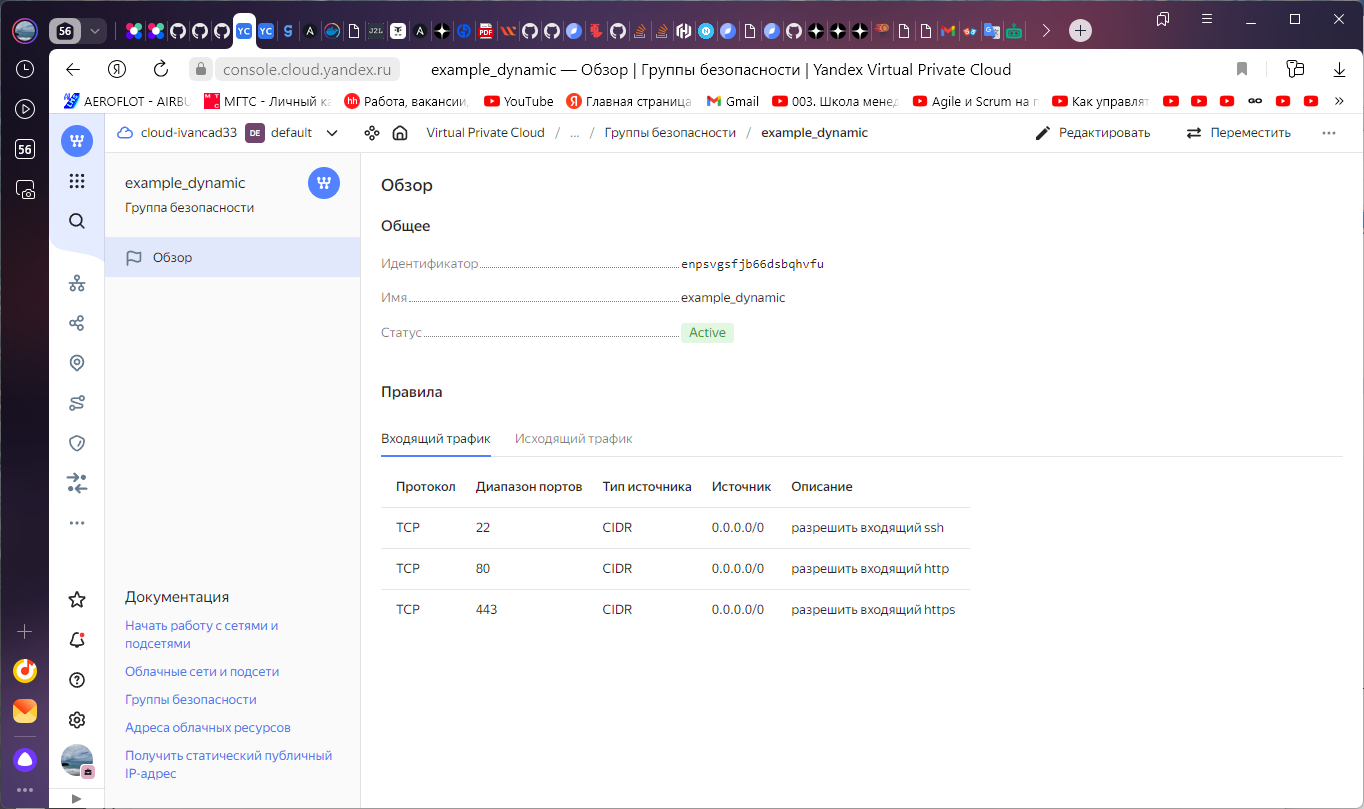 56
YC
YC
A
J2L
A
PDF
console.cloud.yandex.ru
example_dynamic — Обзор | Группы безопасности | Yandex Virtual Private Cloud
AEROFLOT - AIRBU
МГТС - Личный ка
Работа, вакансии,
YouTube
Главная страница
Gmail
003. Школа менед
Agile и Scrum на п
Как управлят
56
cloud-ivancad33
DE
default
Virtual Private Cloud / ... / Группы безопасности / example_dynamic
Редактировать
Переместить
example_dynamic
Группа безопасности
Обзор
Документация
Начать работу с сетями и
подсетями
Облачные сети и подсети
Группы безопасности
Адреса облачных ресурсов
Получить статический публичный
IP-адрес
Обзор
Общее
Идентификатор enpsvgsfjb66dsbqhvfu
Имя example_dynamic
Статус Active
Правила
Входящий трафик Исходящий трафик
Протокол Диапазон портов Тип источника Источник Описание
TCP 22 CIDR 0.0.0.0/0 разрешить входящий ssh
TCP 80 CIDR 0.0.0.0/0 разрешить входящий http
TCP 443 CIDR 0.0.0.0/0 разрешить входящий https